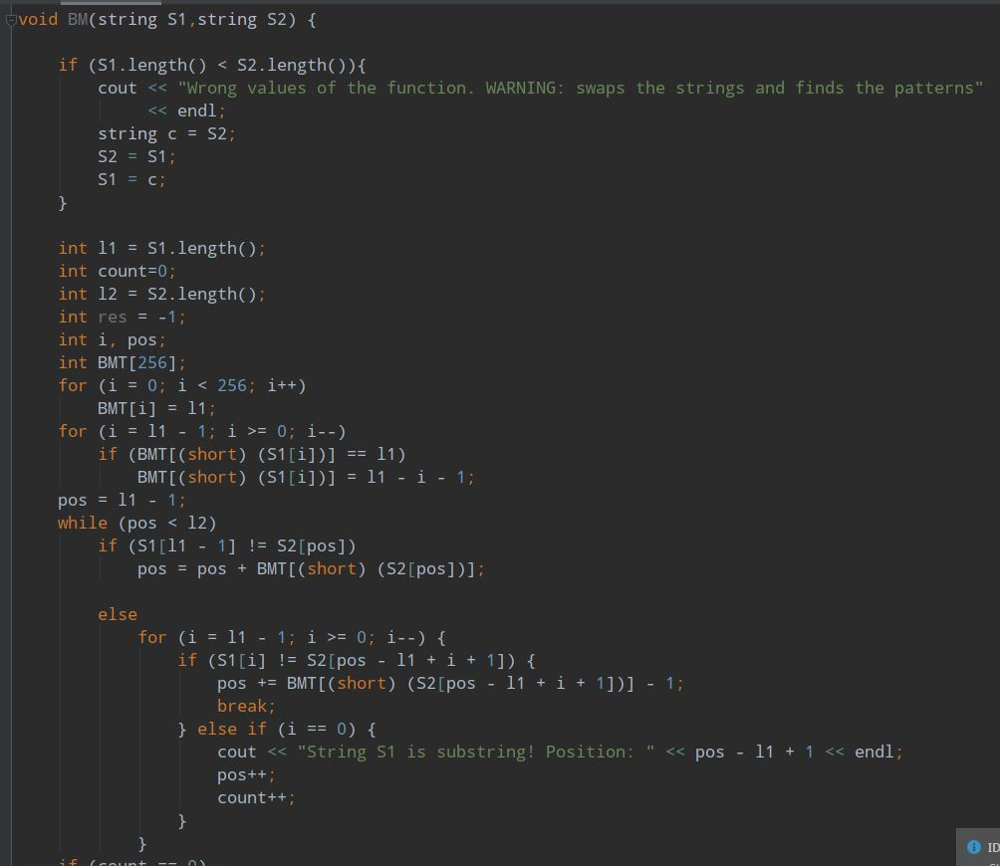 void BM(string S1,string S2) {
if (S1.length() < S2.length()){
cout << "Wrong values of the function. WARNING: swaps the strings and finds the patterns"
<< endl;
string c = S2;
S2 = S1;
S1 = c;
}
int l1 = S1.length();
int count=0;
int l2 = S2.length();
int res = -1;
int i, pos;
int BMT[256];
for (i = 0; i < 256; i++)
BMT[i] = l1;
for (i = l1 - 1; i >= 0; i--)
if (BMT[(short) (S1[i])] == l1)
BMT[(short) (S1[i])] = l1 - i - 1;
pos = l1 - 1;
while (pos < l2)
if (S1[l1 - 1] != S2[pos])
pos = pos + BMT[(short) (S2[pos])];
else
for (i = l1 - 1; i >= 0; i--) {
if (S1[i] != S2[pos - l1 + i + 1]) {
pos += BMT[(short) (S2[pos - l1 + i + 1])] - 1;
break;
} else if (i == 0) {
cout << "String S1 is substring! Position: " << pos - l1 + 1 << endl;
pos++;
count++;
}
}
if (count == 0)
ID